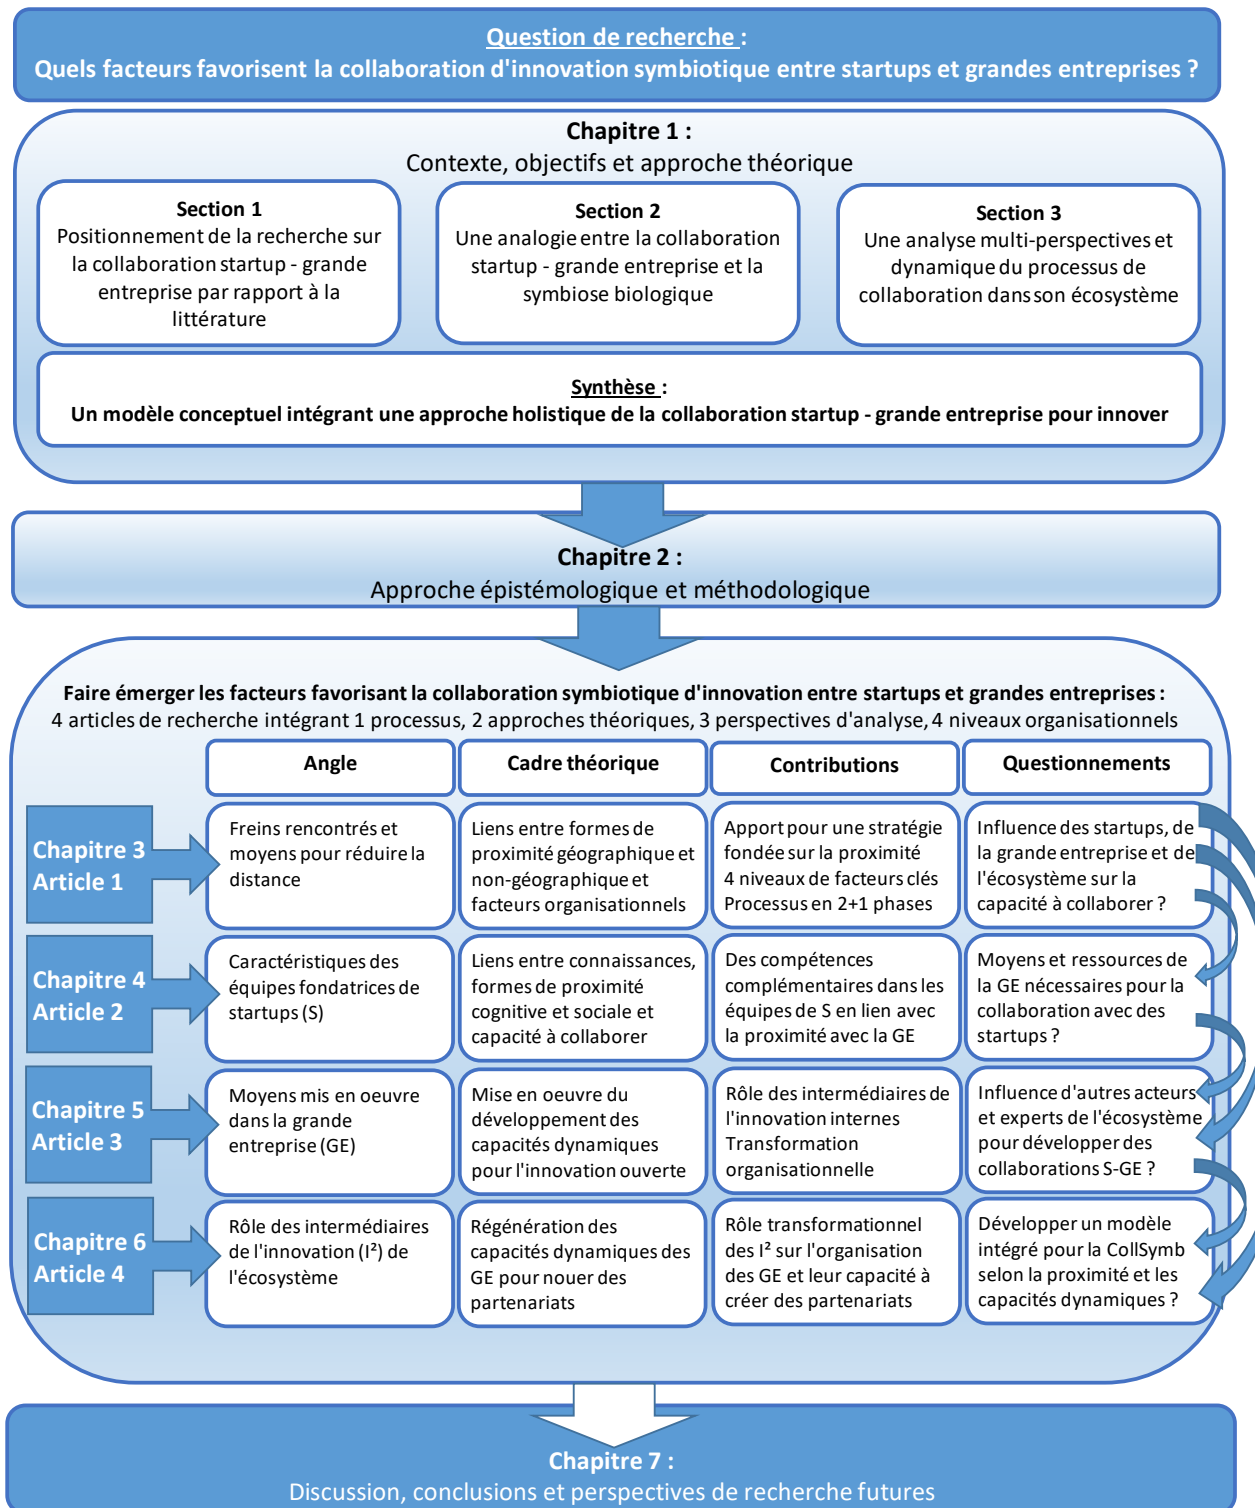 Question de recherche :
Quels facteurs favorisent la collaboration d'innovation symbiotique entre startups et grandes entreprises ?
Chapitre 1 :
Contexte, objectifs et approche théorique
Section 1
Positionnement de la recherche sur
la collaboration startup - grande
entreprise par rapport à la
littérature
Section 2
Une analogie entre la collaboration
startup - grande entreprise et la
symbiose biologique
Section 3
Une analyse multi-perspectives et
dynamique du processus de
collaboration dans son écosystème
Synthèse :
Un modèle conceptuel intégrant une approche holistique de la collaboration startup - grande entreprise pour innover
Chapitre 2 :
Approche épistémologique et méthodologique
Faire émerger les facteurs favorisant la collaboration symbiotique d'innovation entre startups et grandes entreprises :
4 articles de recherche intégrant 1 processus, 2 approches théoriques, 3 perspectives d'analyse, 4 niveaux organisationnels
Angle
Cadre théorique
Contributions
Questionnements
Chapitre 3
Article 1
Freins rencontrés et
moyens pour réduire la
distance
Liens entre formes de
proximité géographique et
non-géographique et
facteurs organisationnels
Apport pour une stratégie
fondée sur la proximité
4 niveaux de facteurs clés
Processus en 2+1 phases
Influence des startups, de
la grande entreprise et de
l'écosystème sur la
capacité à collaborer ?
Chapitre 4
Article 2
Caractéristiques des
équipes fondatrices de
startups (S)
Liens entre connaissances,
formes de proximité
cognitive et sociale et
capacité à collaborer
Des compétences
complémentaires dans les
équipes de S en lien avec
la proximité avec la GE
Moyens et ressources de
la GE nécessaires pour la
collaboration avec des
startups ?
Chapitre 5
Article 3
Moyens mis en oeuvre
dans la grande
entreprise (GE)
Mise en oeuvre du
développement des
capacités dynamiques
pour l'innovation ouverte
Rôle des intermédiaires de
l'innovation internes
Transformation
organisationnelle
Influence d'autres acteurs
et experts de l'écosystème
pour développer des
collaborations S-GE ?
Chapitre 6
Article 4
Rôle des intermédiaires
de l'innovation (I²) de
l'écosystème
Régénération des
capacités dynamiques des
GE pour nouer des
partenariats
Rôle transformationnel
des I² sur l'organisation
des GE et leur capacité à
créer des partenariats
Développer un modèle
intégré pour la CollSymb
selon la proximité et les
capacités dynamiques ?
Chapitre 7 :
Discussion, conclusions et perspectives de recherche futures